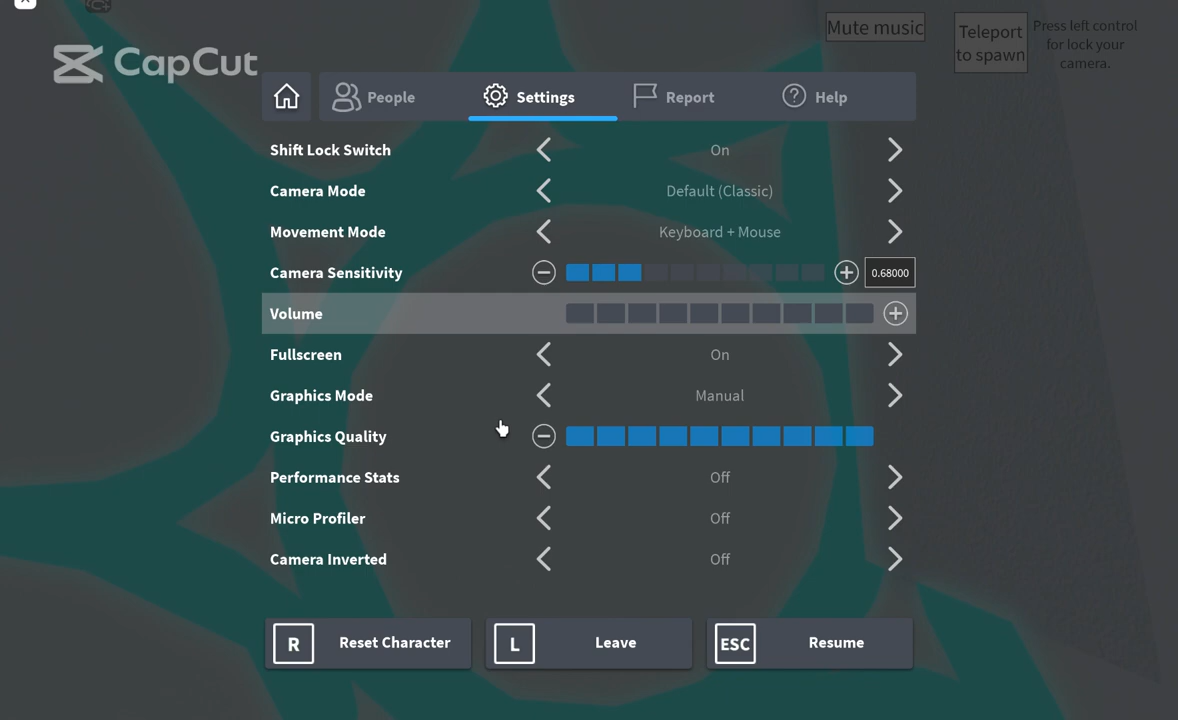 CapCut
Mute music
Teleport
to spawn
Press left control
for lock your
camera.
People
Settings
Report
Help
Shift Lock Switch
On
Camera Mode
Default (Classic)
Movement Mode
Keyboard + Mouse
Camera Sensitivity
0.68000
Volume
Fullscreen
On
Graphics Mode
Manual
Graphics Quality
Performance Stats
Off
Micro Profiler
Off
Camera Inverted
Off
R
Reset Character
L
Leave
ESC
Resume